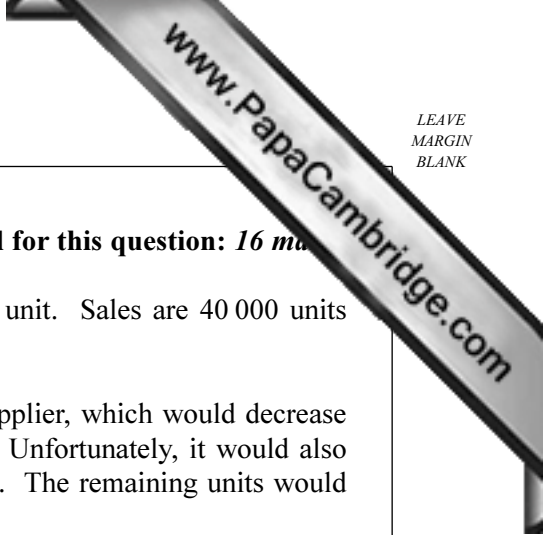 www.PapaCambridge.com
LEAVE
MARGIN
BLANK
for this question: 16
unit. Sales are 40 000 units
which would decrease
Unfortunately, it would also
The remaining units would